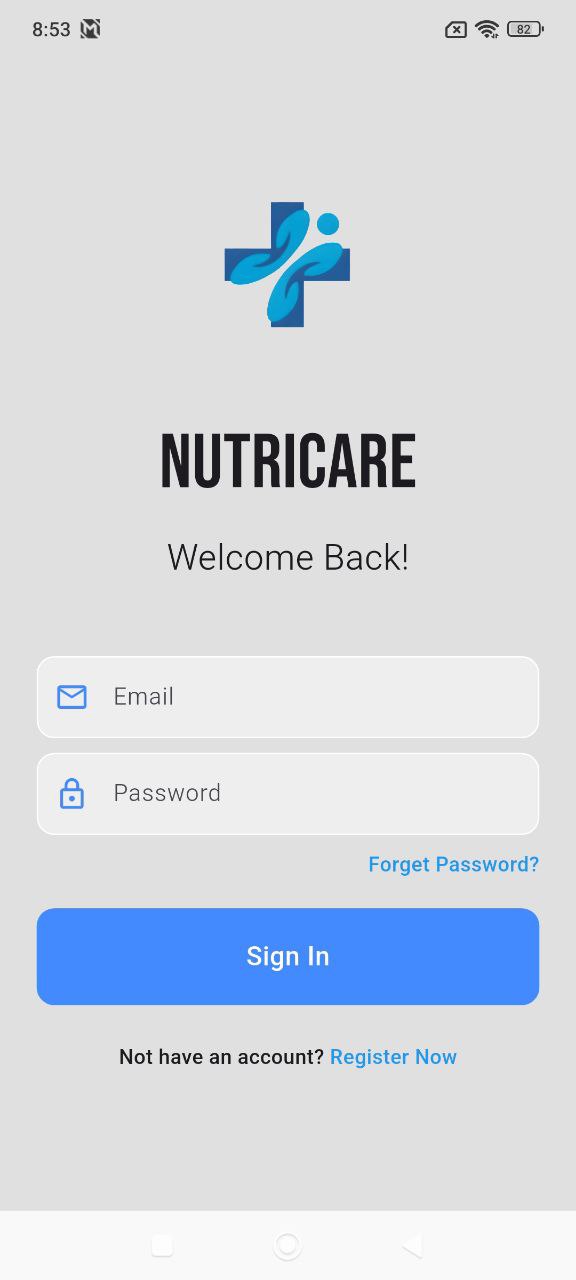 8:53
82
NUTRICARE
Welcome Back!
Email
Password
Forget Password?
Sign In
Not have an account? Register Now